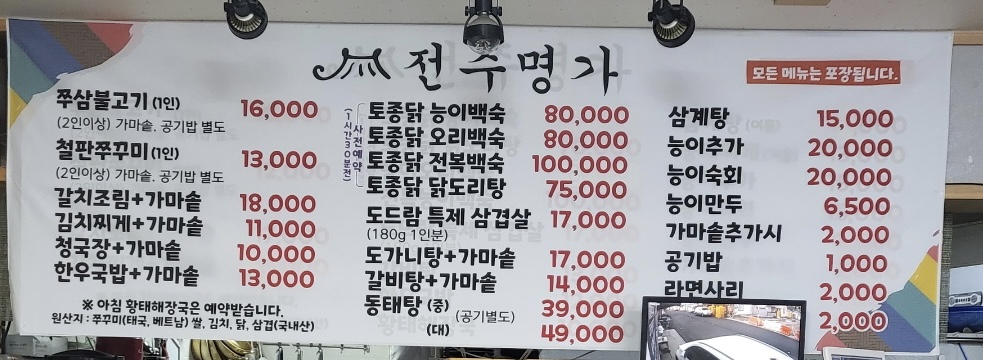 전수명가
모든 메뉴는 포장됩니다.
쭈삼불고기 (1인) 16,000
(2인이상) 가마솥, 공기밥 별도
철판쭈꾸미 (1인) 13,000
(2인이상) 가마솥, 공기밥 별도
갈치조림+가마솥 18,000
김치찌게+가마솥 11,000
청국장+가마솥 10,000
한우국밥+가마솥 13,000
※ 아침 황태해장국은 예약받습니다.
원산지 : 쭈꾸미(태국, 베트남) 쌀, 김치, 닭, 삼겹(국내산)
사전예약
(1시간30분전)
토종닭 능이백숙 80,000
토종닭 오리백숙 80,000
토종닭 전복백숙 100,000
토종닭 닭도리탕 75,000
도드람 특제 삼겹살 17,000
(180g 1인분)
도가니탕+가마솥 17,000
갈비탕+가마솥 14,000
동태탕 (중) (공기별도) 39,000
(대) 49,000
삼계탕 15,000
능이추가 20,000
능이숙회 20,000
능이만두 6,500
가마솥추가시 2,000
공기밥 1,000
라면사리 2,000
2,000